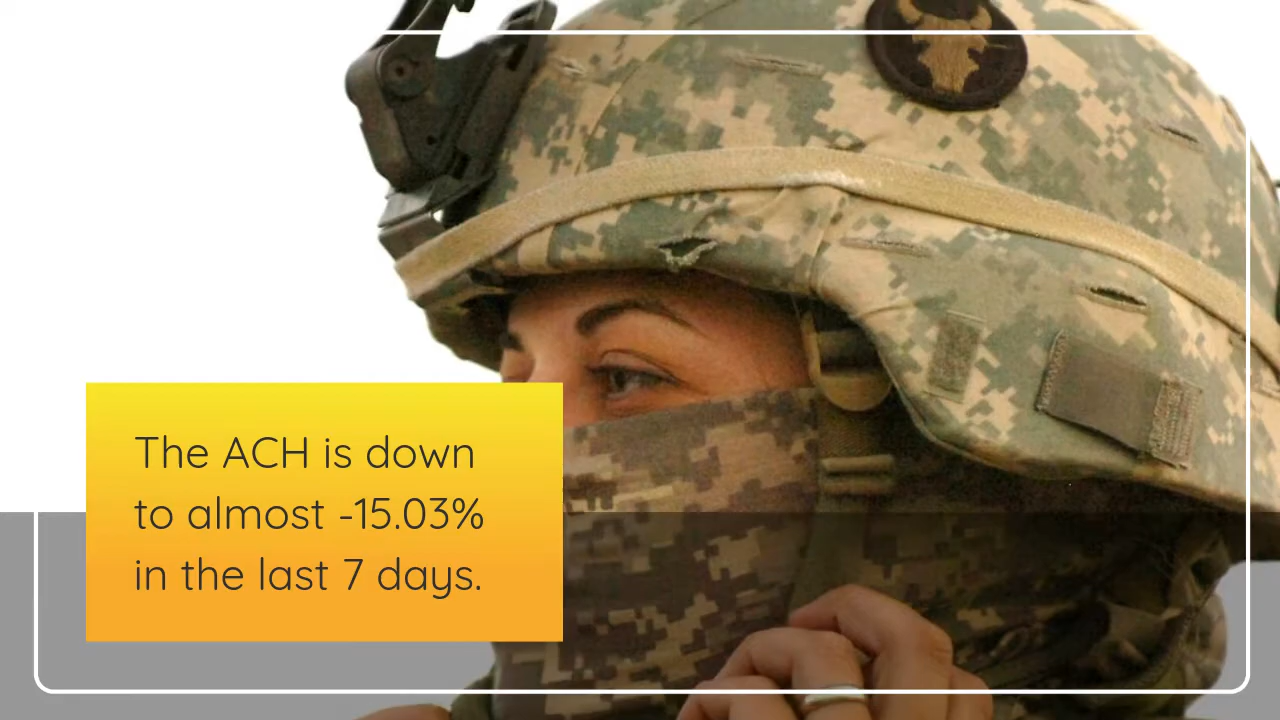 The ACH is down
to almost -15.03%
in the last 7 days.